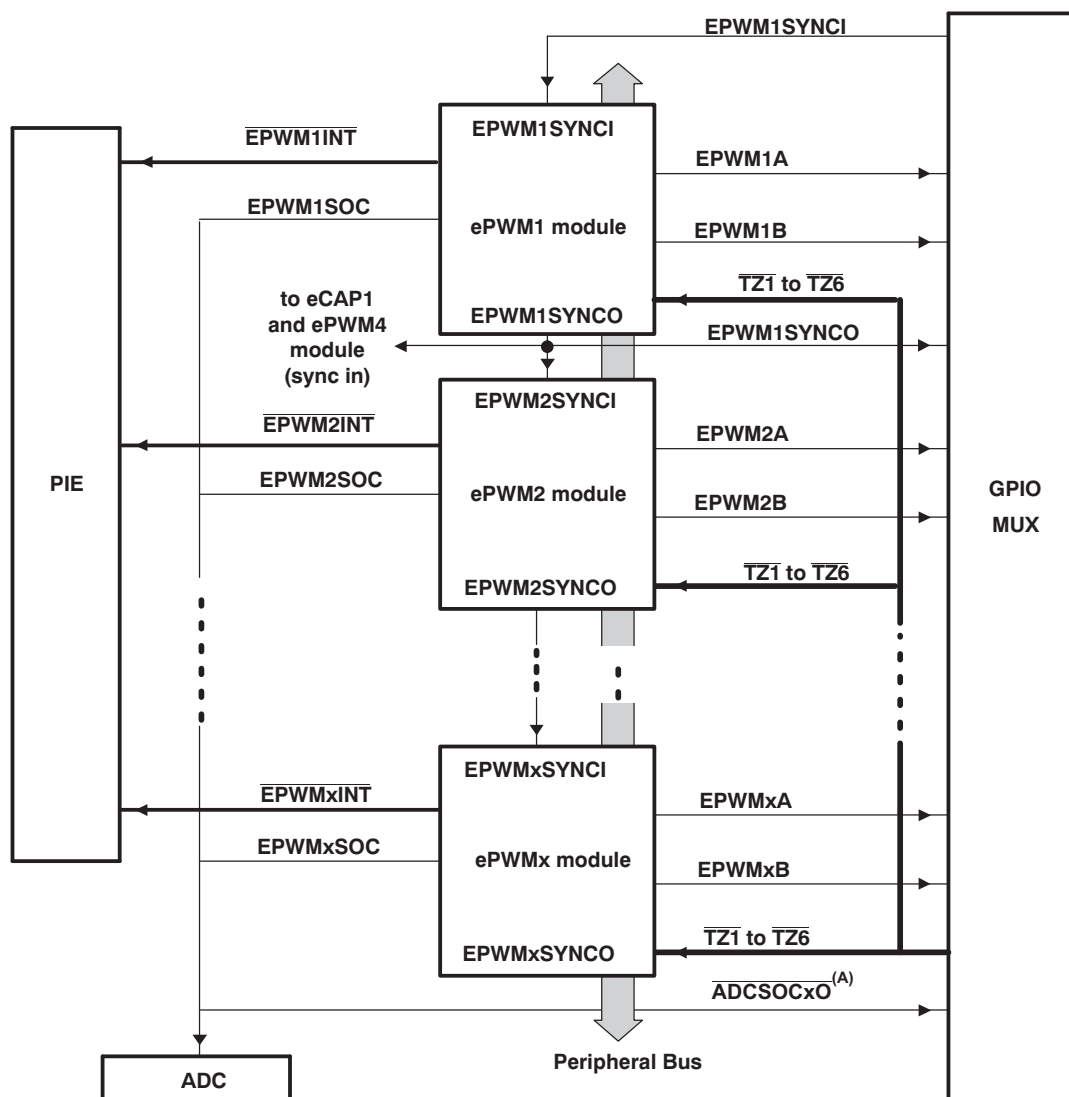 EPWM1SYNCI
EPWM1SYNCI
EPWM1INT
EPWM1A
EPWM1SOC
ePWM1 module
EPWM1B
TZ1 to TZ6
to eCAP1
and ePWM4
module
(sync in)
EPWM1SYNCO
EPWM1SYNCO
EPWM2SYNCI
EPWM2INT
EPWM2A
PIE
EPWM2SOC
ePWM2 module
EPWM2B
GPIO
MUX
TZ1 to TZ6
EPWM2SYNCO
EPWMxSYNCI
EPWMxINT
EPWMxA
EPWMxSOC
ePWMx module
EPWMxB
TZ1 to TZ6
EPWMxSYNCO
ADCSOCxO(A)
Peripheral Bus
ADC